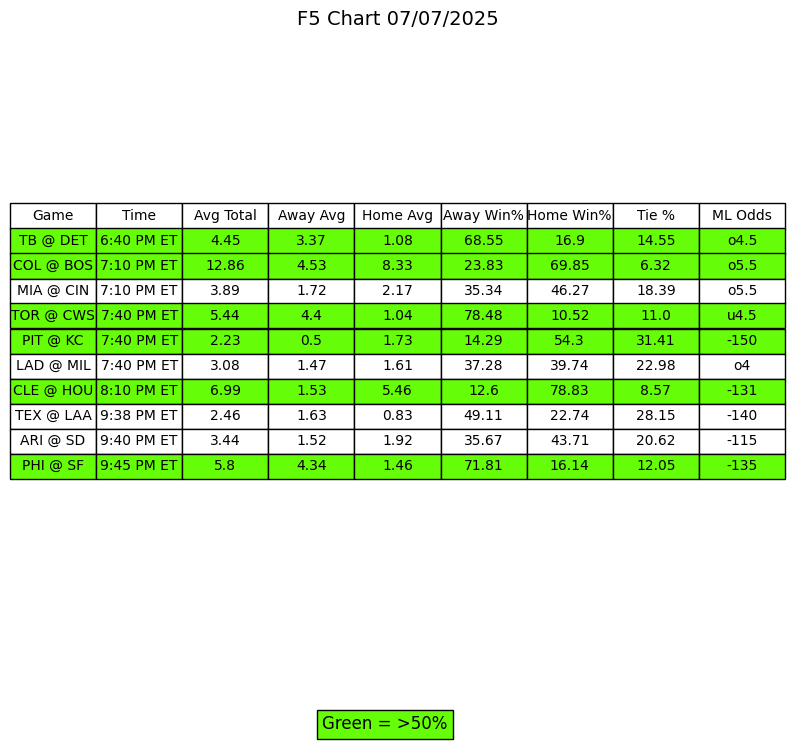 F5 Chart 07/07/2025
Game Time Avg Total Away Avg Home Avg Away Win% Home Win% Tie % ML Odds
TB @ DET 6:40 PM ET 4.45 3.37 1.08 68.55 16.9 14.55 o4.5
COL @ BOS 7:10 PM ET 12.86 4.53 8.33 23.83 69.85 6.32 o5.5
MIA @ CIN 7:10 PM ET 3.89 1.72 2.17 35.34 46.27 18.39 o5.5
TOR @ CWS 7:40 PM ET 5.44 4.4 1.04 78.48 10.52 11.0 u4.5
PIT @ KC 7:40 PM ET 2.23 0.5 1.73 14.29 54.3 31.41 -150
LAD @ MIL 7:40 PM ET 3.08 1.47 1.61 37.28 39.74 22.98 o4
CLE @ HOU 8:10 PM ET 6.99 1.53 5.46 12.6 78.83 8.57 -131
TEX @ LAA 9:38 PM ET 2.46 1.63 0.83 49.11 22.74 28.15 -140
ARI @ SD 9:40 PM ET 3.44 1.52 1.92 35.67 43.71 20.62 -115
PHI @ SF 9:45 PM ET 5.8 4.34 1.46 71.81 16.14 12.05 -135
Green = >50%